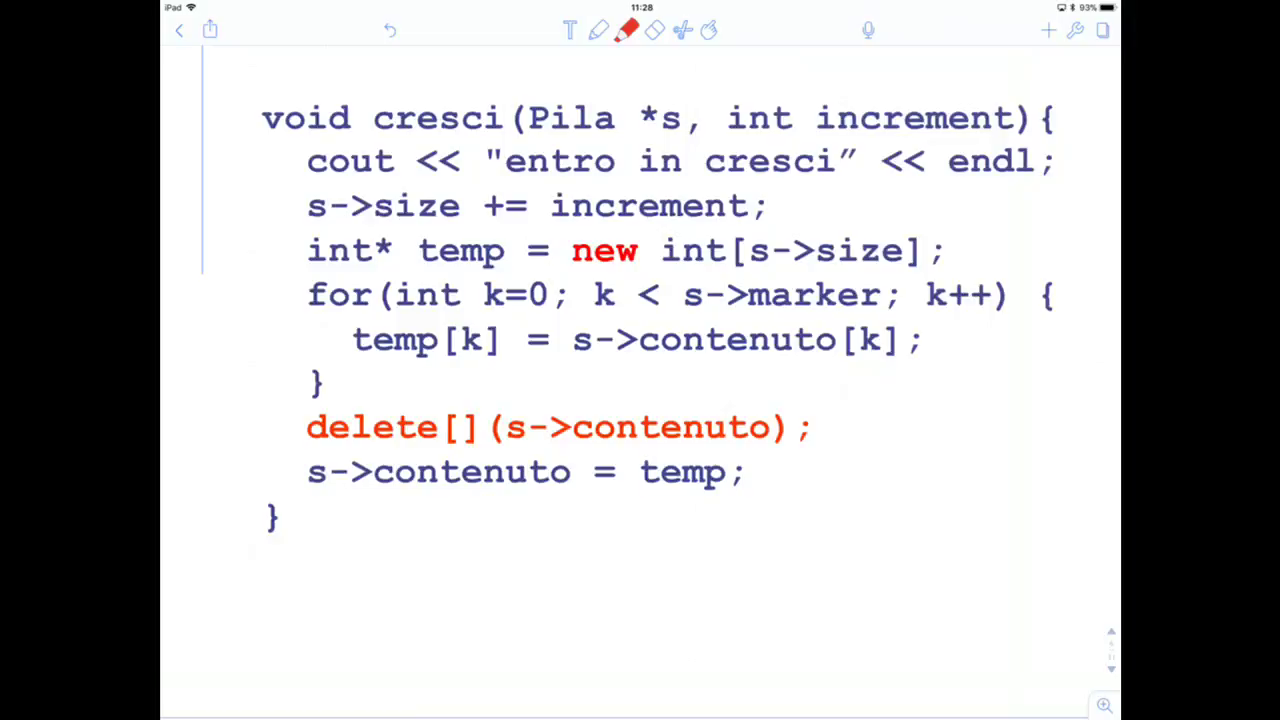 iPad 11:28 93%
T
void cresci(Pila *s, int increment){
cout << "entro in cresci” << endl;
s->size += increment;
int* temp = new int[s->size];
for(int k=0; k < s->marker; k++) {
temp[k] = s->contenuto[k];
}
delete[](s->contenuto);
s->contenuto = temp;
}